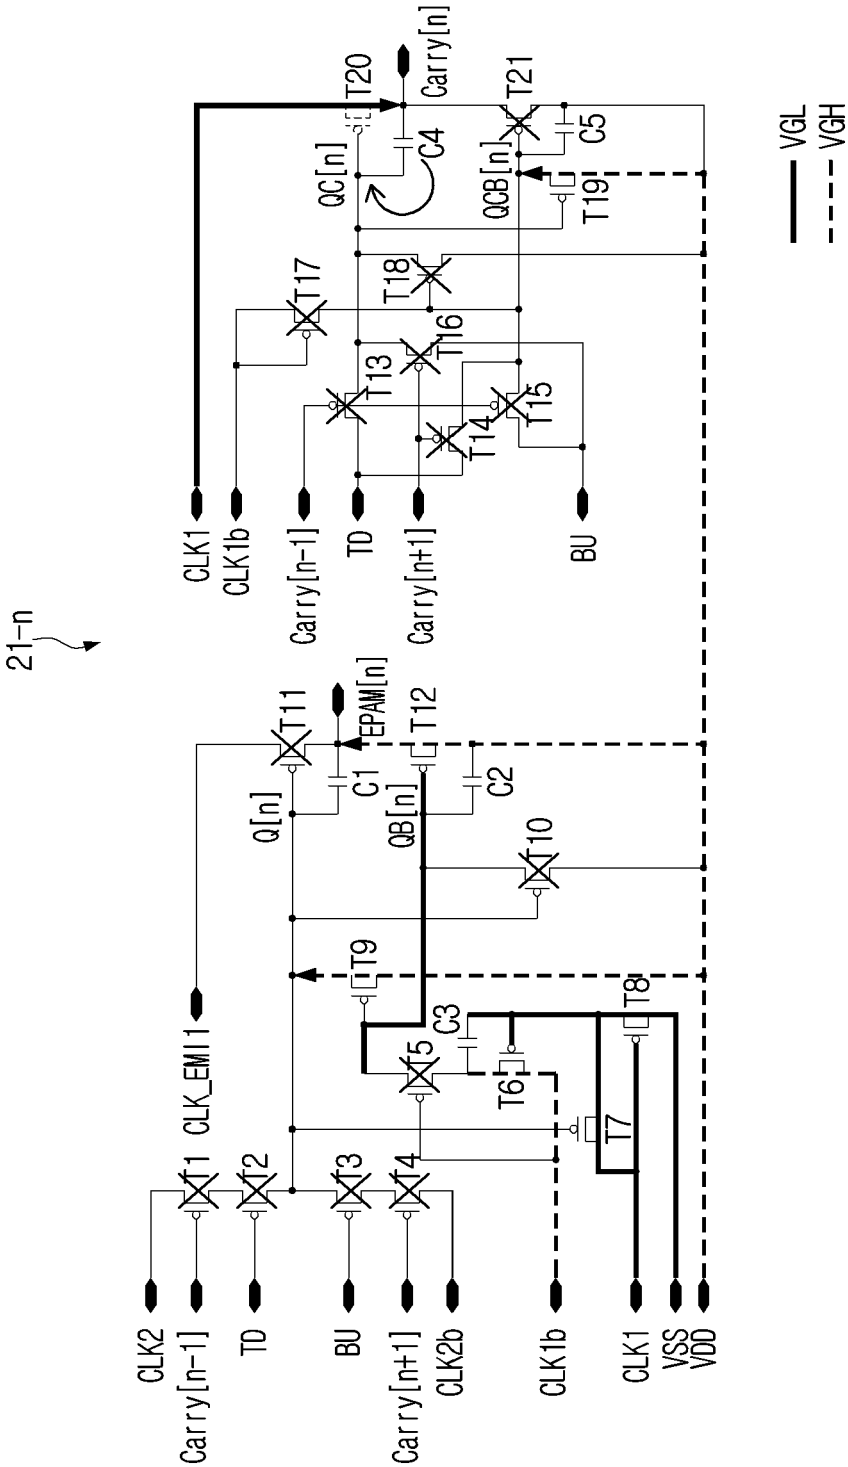 21-n
CLK1
CLK1b
Carry[n-1]
TD
Carry[n+1]
BU
T13
T14
T15
T16
T17
T18
T19
QC[n]
QCB[n]
T20
T21
C4
C5
Carry[n]
VGL
VGH
CLK2
Carry[n-1]
TD
BU
Carry[n+1]
CLK2b
CLK1b
CLK1
VSS
VDD
T1
T2
T3
T4
T5
T6
T7
T8
T9
T10
C3
CLK_EMI1
Q[n]
QB[n]
C1
C2
T11
T12
EPAM[n]